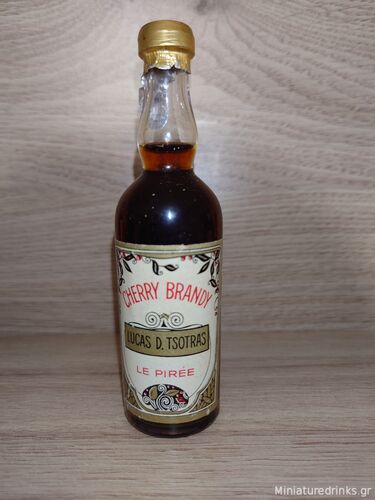 CHERRY BRANDY
LUCAS D. TSOTRAS
LE PIRÉE
Miniaturedrinks.gr